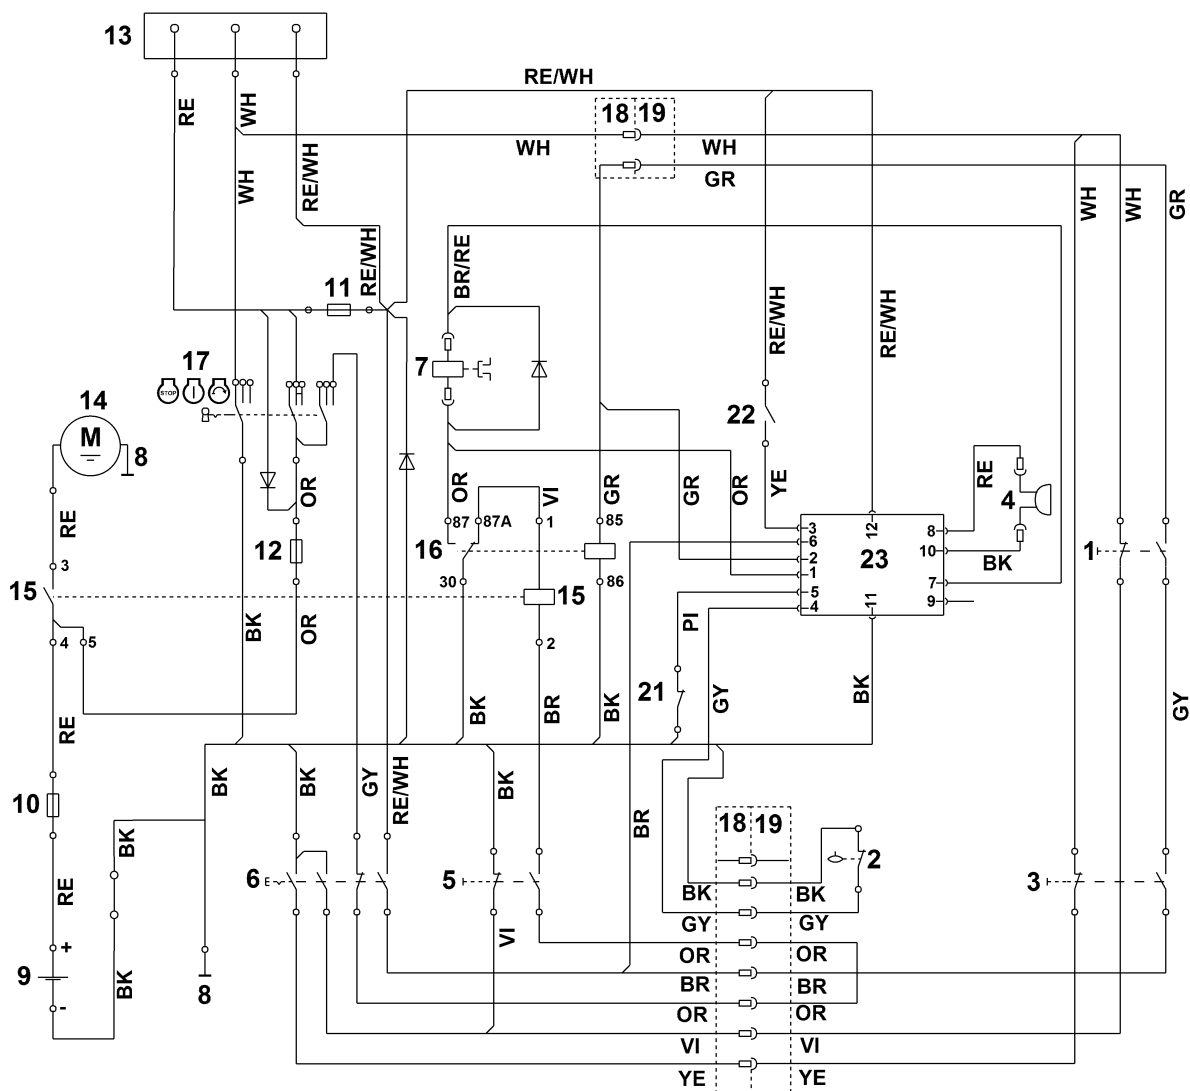 13
RE/WH
18 19
RE
WH
WH
WH
GR
WH
RE/WH
WH
WH
GR
RE/WH
BR/RE
11
RE/WH
RE/WH
7
17
STOP
14
M
8
22
OR
OR
VI
GR
GR
OR
YE
RE
4
RE
87
87A
1
85
3
6
2
1
5
4
12
23
11
8
10
7
9
BK
1
16
12
30
86
3
15
15
4
5
2
BK
OR
PI
21
GY
BK
RE
BK
BR
BK
GY
10
BK
BK
BK
GY
RE/WH
BK
BR
18 19
2
RE
6
5
3
BK
BK
GY
GY
VI
OR
OR
+
9
-
BK
8
BR
BR
OR
OR
VI
VI
YE
YE